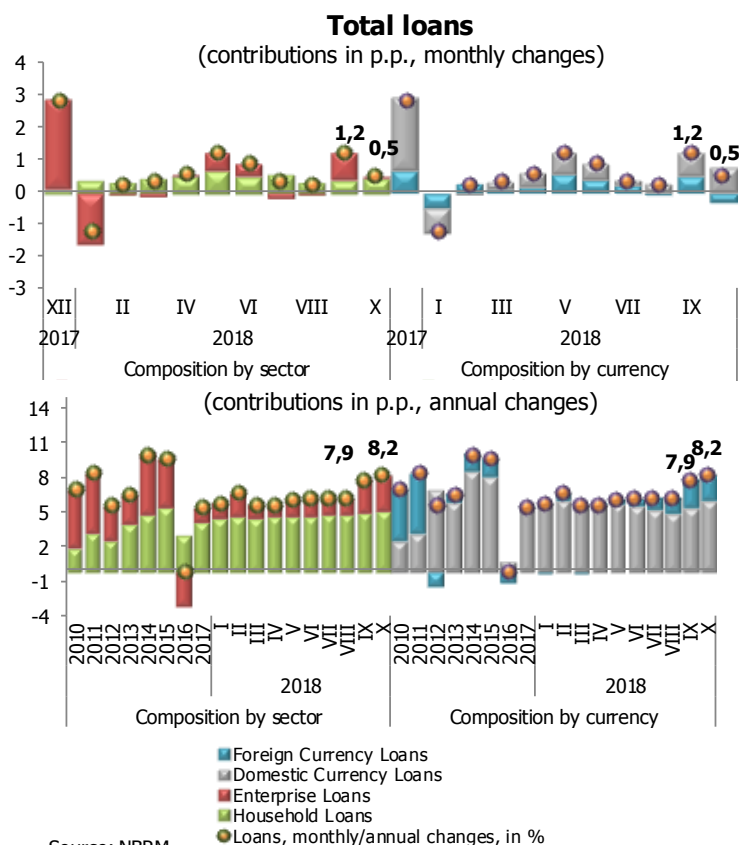 Total loans
(contributions in p.p., monthly changes)
4
3
2
1
0
-1
-2
-3
1,2
0,5
1,2
0,5
XII II IV VI VIII X I III V VII IX
2017 2018 2017 2018
Composition by sector Composition by currency
(contributions in p.p., annual changes)
14
11
8
5
2
-1
-4
7,9 8,2
7,9 8,2
2010 2011 2012 2013 2014 2015 2016 2017 I II III IV V VI VII VIII IX X 2010 2011 2012 2013 2014 2015 2016 2017 I II III IV V VI VII VIII IX X
2018 2018
Composition by sector Composition by currency
Foreign Currency Loans
Domestic Currency Loans
Enterprise Loans
Household Loans
Loans, monthly/annual changes, in %